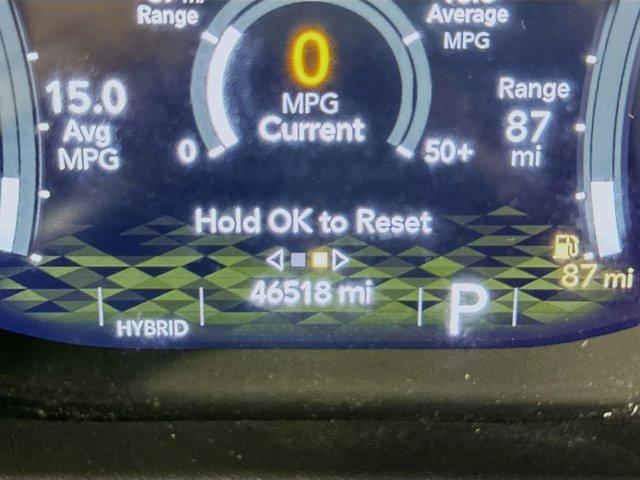 Range
Average
MPG
0
MPG
Current
0
50+
15.0
Avg
MPG
Range
87
mi
Hold OK to Reset
46518 mi
87 mi
HYBRID
P